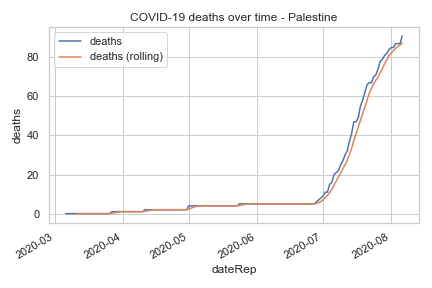 COVID-19 deaths over time - Palestine
deaths
deaths (rolling)
80
60
40
20
0
deaths
2020-03
2020-04
2020-05
2020-06
2020-07
2020-08
dateRep